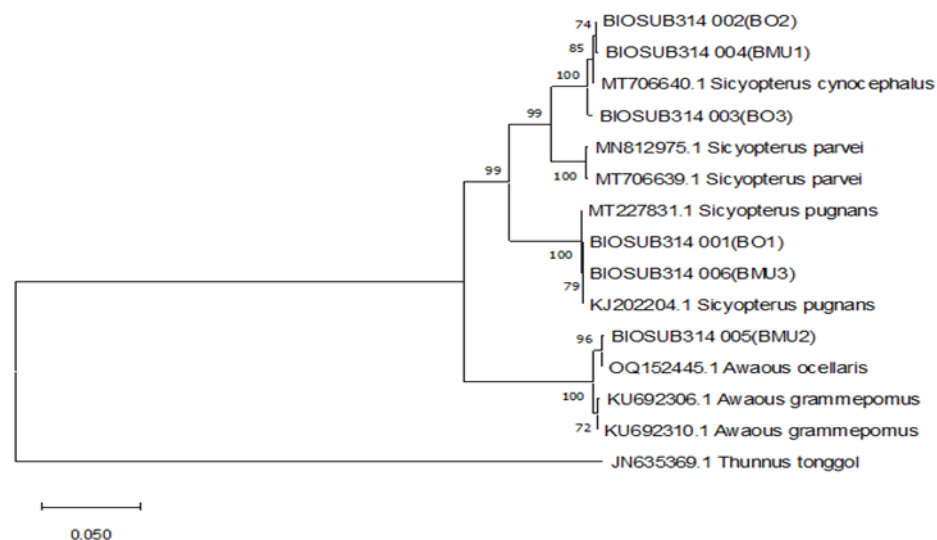 74
BIOSUB314 002(BO2)
85
BIOSUB314 004(BMU1)
100
MT706640.1 Sicyopterus cynocephalus
99
BIOSUB314 003(BO3)
MN812975.1 Sicyopterus parvei
99
100
MT706639.1 Sicyopterus parvei
MT227831.1 Sicyopterus pugnans
BIOSUB314 001(BO1)
100
BIOSUB314 006(BMU3)
79
KJ202204.1 Sicyopterus pugnans
96
BIOSUB314 005(BMU2)
OQ152445.1 Awaous ocellaris
100
KU692306.1 Awaous grammepomus
72
KU692310.1 Awaous grammepomus
JN635369.1 Thunnus tonggol
0.050